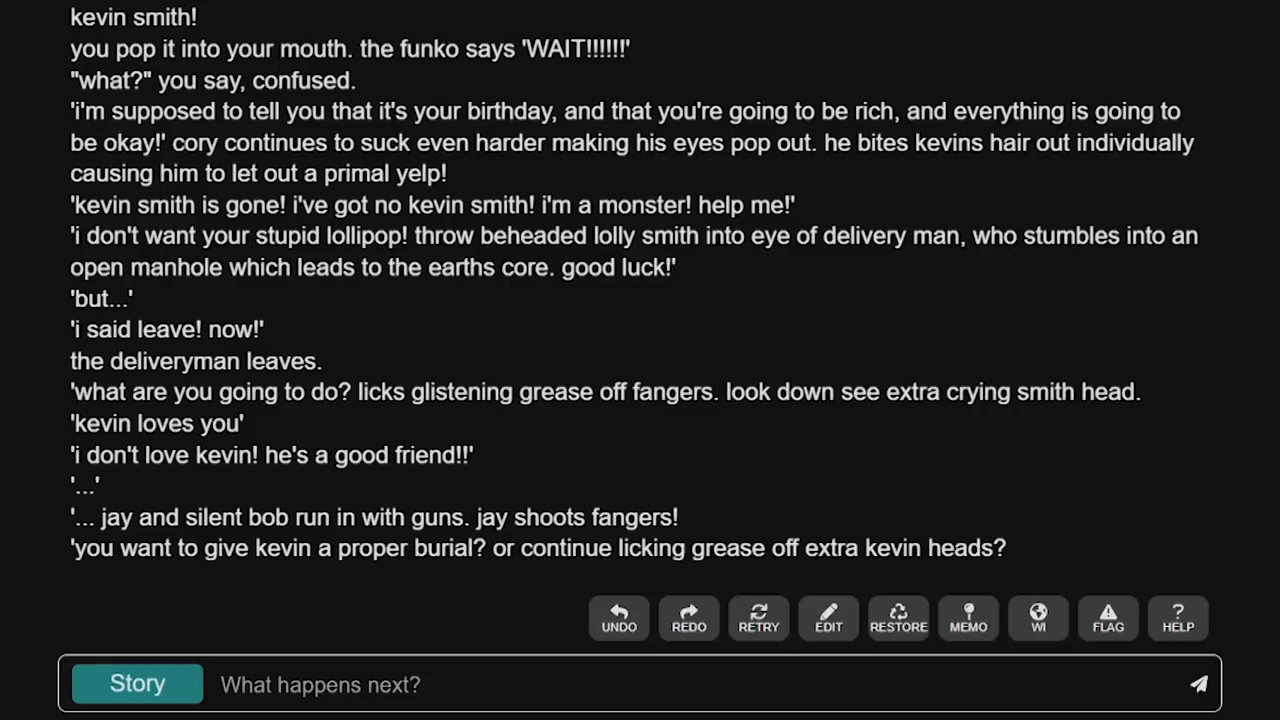 kevin smith!
you pop it into your mouth. the funko says 'WAIT!!!!!!'
"what?" you say, confused.
'i'm supposed to tell you that it's your birthday, and that you're going to be rich, and everything is going to
be okay!' cory continues to suck even harder making his eyes pop out. he bites kevins hair out individually
causing him to let out a primal yelp!
'kevin smith is gone! i've got no kevin smith! i'm a monster! help me!'
'i don't want your stupid lollipop! throw beheaded lolly smith into eye of delivery man, who stumbles into an
open manhole which leads to the earths core. good luck!'
'but...'
'i said leave! now!'
the deliveryman leaves.
'what are you going to do? licks glistening grease off fangers. look down see extra crying smith head.
'kevin loves you'
'i don't love kevin! he's a good friend!!'
'...'
'... jay and silent bob run in with guns. jay shoots fangers!
'you want to give kevin a proper burial? or continue licking grease off extra kevin heads?
UNDO REDO RETRY EDIT RESTORE MEMO WI FLAG HELP
Story What happens next?